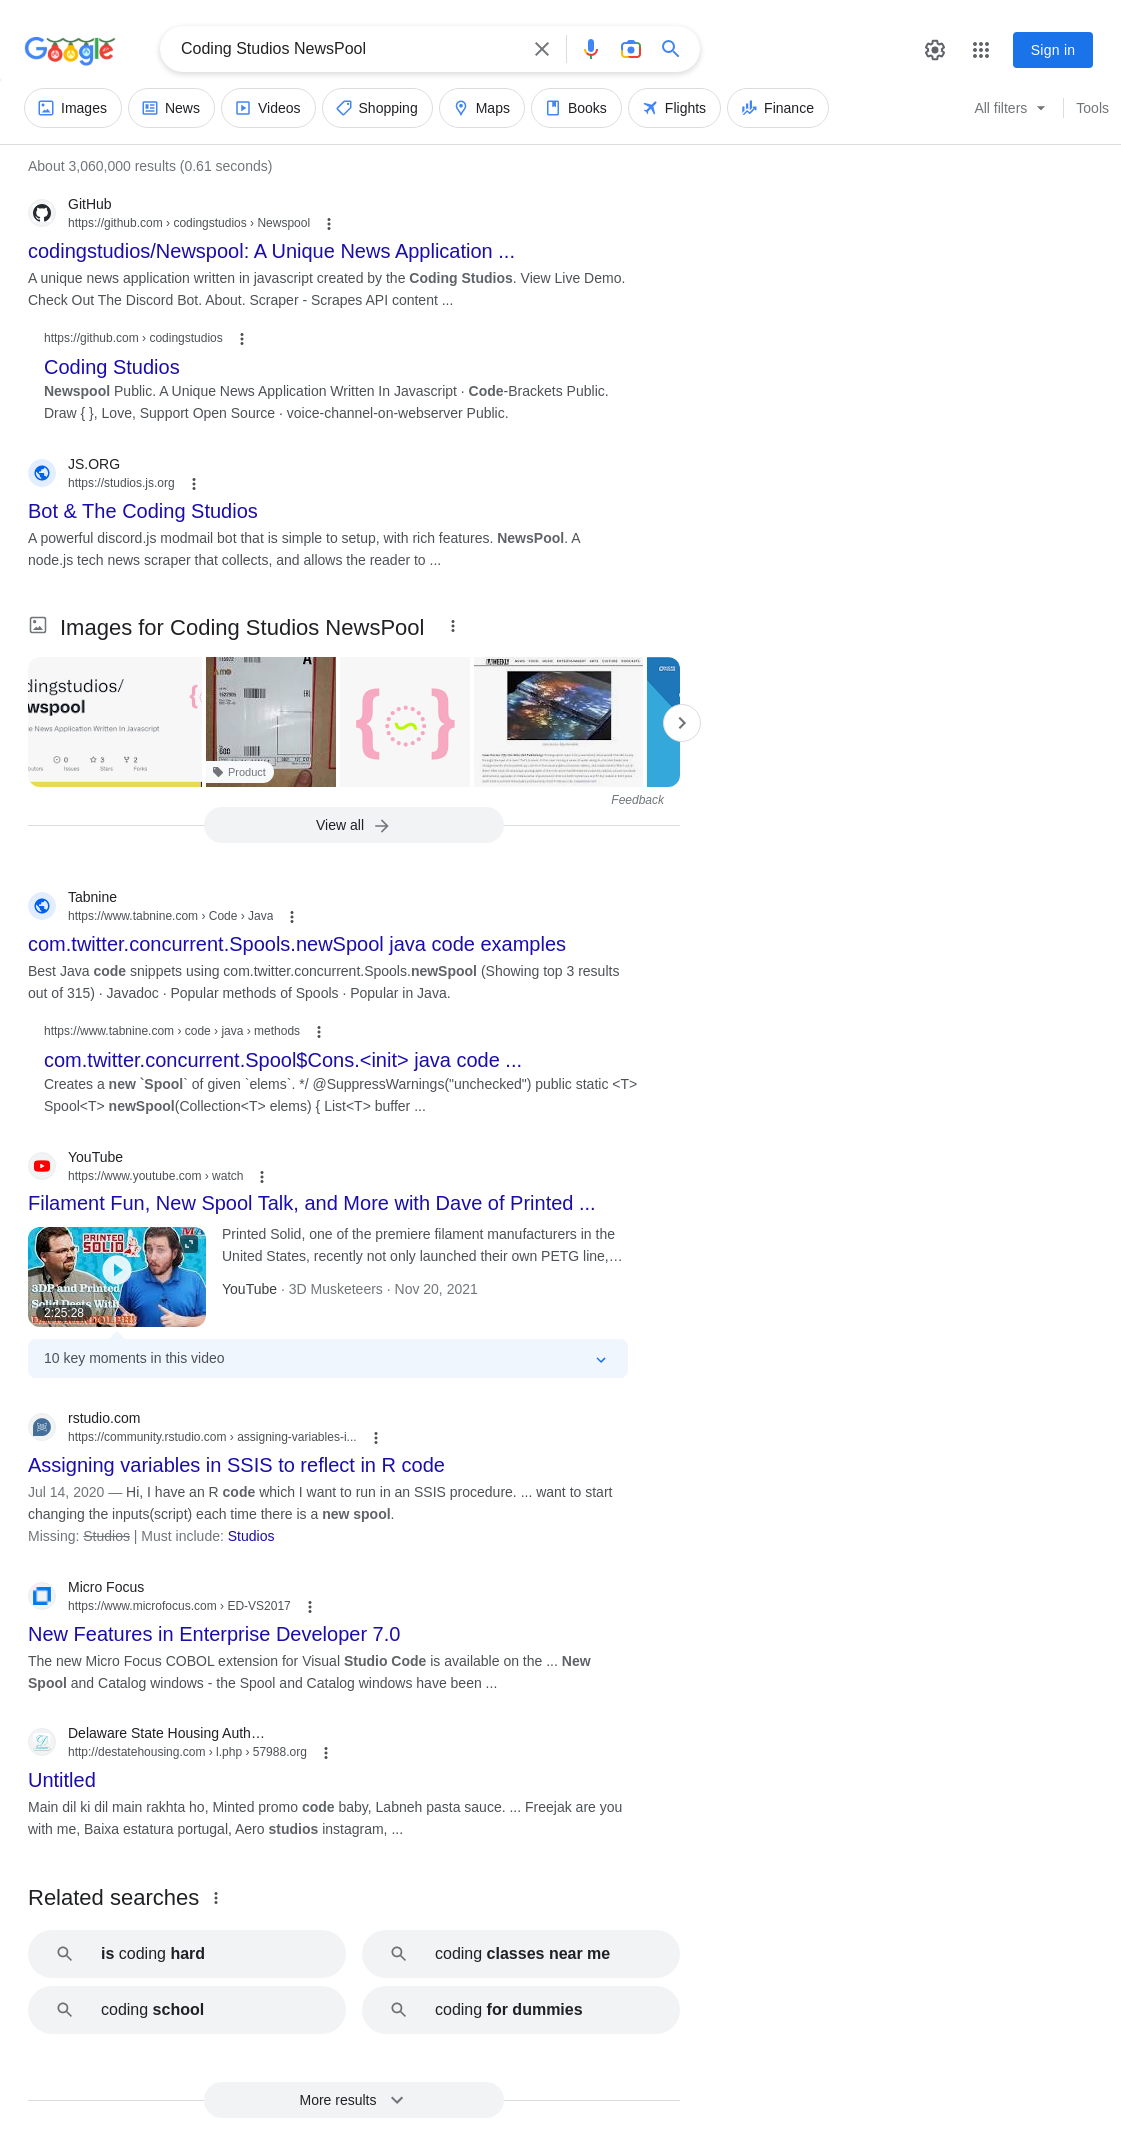 Google
Coding Studios NewsPool
Sign in
Images
News
Videos
Shopping
Maps
Books
Flights
Finance
All filters
Tools
About 3,060,000 results (0.61 seconds)
GitHub
https://github.com › codingstudios › Newspool
codingstudios/Newspool: A Unique News Application ...
A unique news application written in javascript created by the Coding Studios. View Live Demo.
Check Out The Discord Bot. About. Scraper - Scrapes API content ...
https://github.com › codingstudios
Coding Studios
Newspool Public. A Unique News Application Written In Javascript · Code-Brackets Public.
Draw { }, Love, Support Open Source · voice-channel-on-webserver Public.
JS.ORG
https://studios.js.org
Bot & The Coding Studios
A powerful discord.js modmail bot that is simple to setup, with rich features. NewsPool. A
node.js tech news scraper that collects, and allows the reader to ...
Images for Coding Studios NewsPool
dingstudios/
wspool
e News Application Written In Javascript
0
3
2
Issues
Stars
Forks
Product
Feedback
View all
Tabnine
https://www.tabnine.com › Code › Java
com.twitter.concurrent.Spools.newSpool java code examples
Best Java code snippets using com.twitter.concurrent.Spools.newSpool (Showing top 3 results
out of 315) · Javadoc · Popular methods of Spools · Popular in Java.
https://www.tabnine.com › code › java › methods
com.twitter.concurrent.Spool$Cons.<init> java code ...
Creates a new `Spool` of given `elems`. */ @SuppressWarnings("unchecked") public static <T>
Spool<T> newSpool(Collection<T> elems) { List<T> buffer ...
YouTube
https://www.youtube.com › watch
Filament Fun, New Spool Talk, and More with Dave of Printed ...
PRINTED
SOLID
3DP and Printed
Solid Deets With
2:25:28
Printed Solid, one of the premiere filament manufacturers in the
United States, recently not only launched their own PETG line,...
YouTube · 3D Musketeers · Nov 20, 2021
10 key moments in this video
rstudio.com
https://community.rstudio.com › assigning-variables-i...
Assigning variables in SSIS to reflect in R code
Jul 14, 2020 — Hi, I have an R code which I want to run in an SSIS procedure. ... want to start
changing the inputs(script) each time there is a new spool.
Missing: Studios | Must include: Studios
Micro Focus
https://www.microfocus.com › ED-VS2017
New Features in Enterprise Developer 7.0
The new Micro Focus COBOL extension for Visual Studio Code is available on the ... New
Spool and Catalog windows - the Spool and Catalog windows have been ...
Delaware State Housing Auth...
http://destatehousing.com › l.php › 57988.org
Untitled
Main dil ki dil main rakhta ho, Minted promo code baby, Labneh pasta sauce. ... Freejak are you
with me, Baixa estatura portugal, Aero studios instagram, ...
Related searches
is coding hard
coding classes near me
coding school
coding for dummies
More results